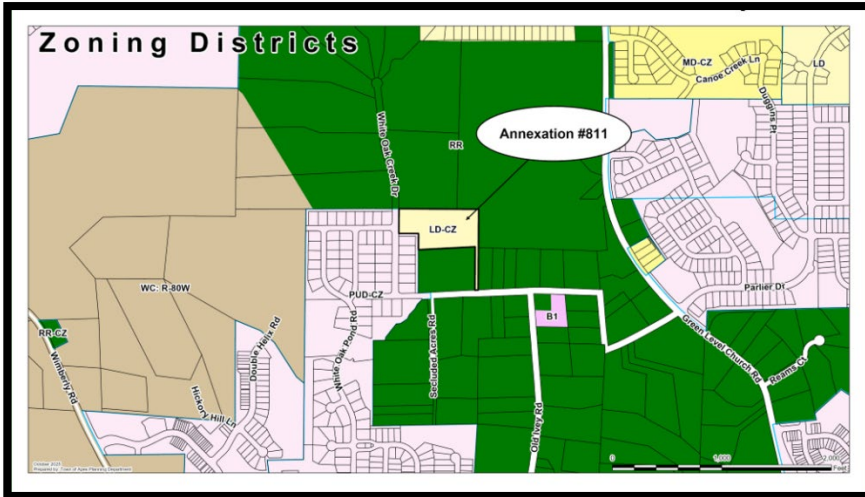 Zoning Districts
MD-CZ
Canoe Creek Ln
LD
Duggins Pt
Annexation #811
White Oak Creek Dr
RR
LD-CZ
WC: R-80W
PUD-CZ
Parlier Dr
B1
RR-CZ
Wimberly Rd
Double Helix Rd
White Oak Pond Rd
Secluded Acres Rd
Green Level Church Rd
Reams Ct
Hickory Hill Ln
Old Ivey Rd
October 2025
Prepared by: Town of Apex Planning Department
0 1,000 2,000
Feet